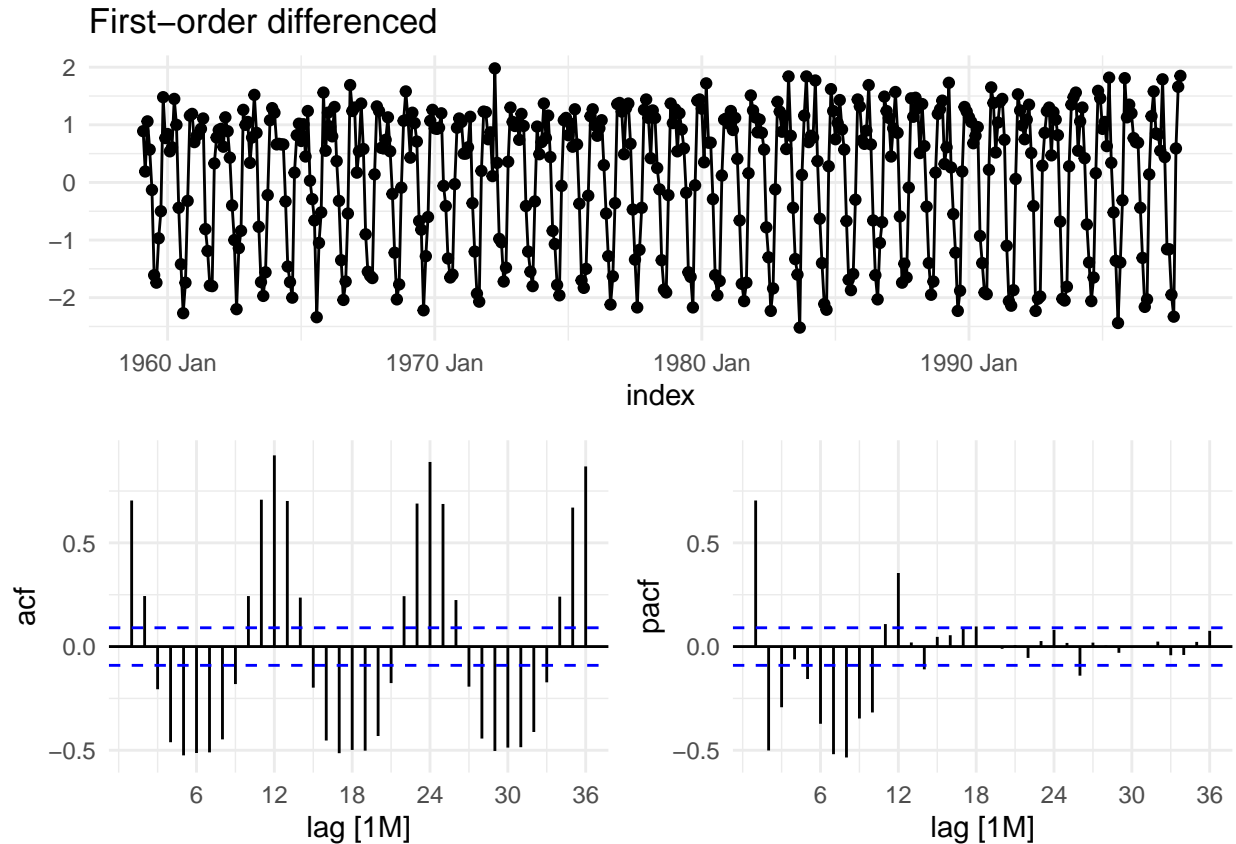 First−order differenced
2
1
0
−1
−2
1960 Jan 1970 Jan 1980 Jan 1990 Jan
index
acf
0.5
0.0
−0.5
6 12 18 24 30 36
lag [1M]
pacf
0.5
0.0
−0.5
6 12 18 24 30 36
lag [1M]